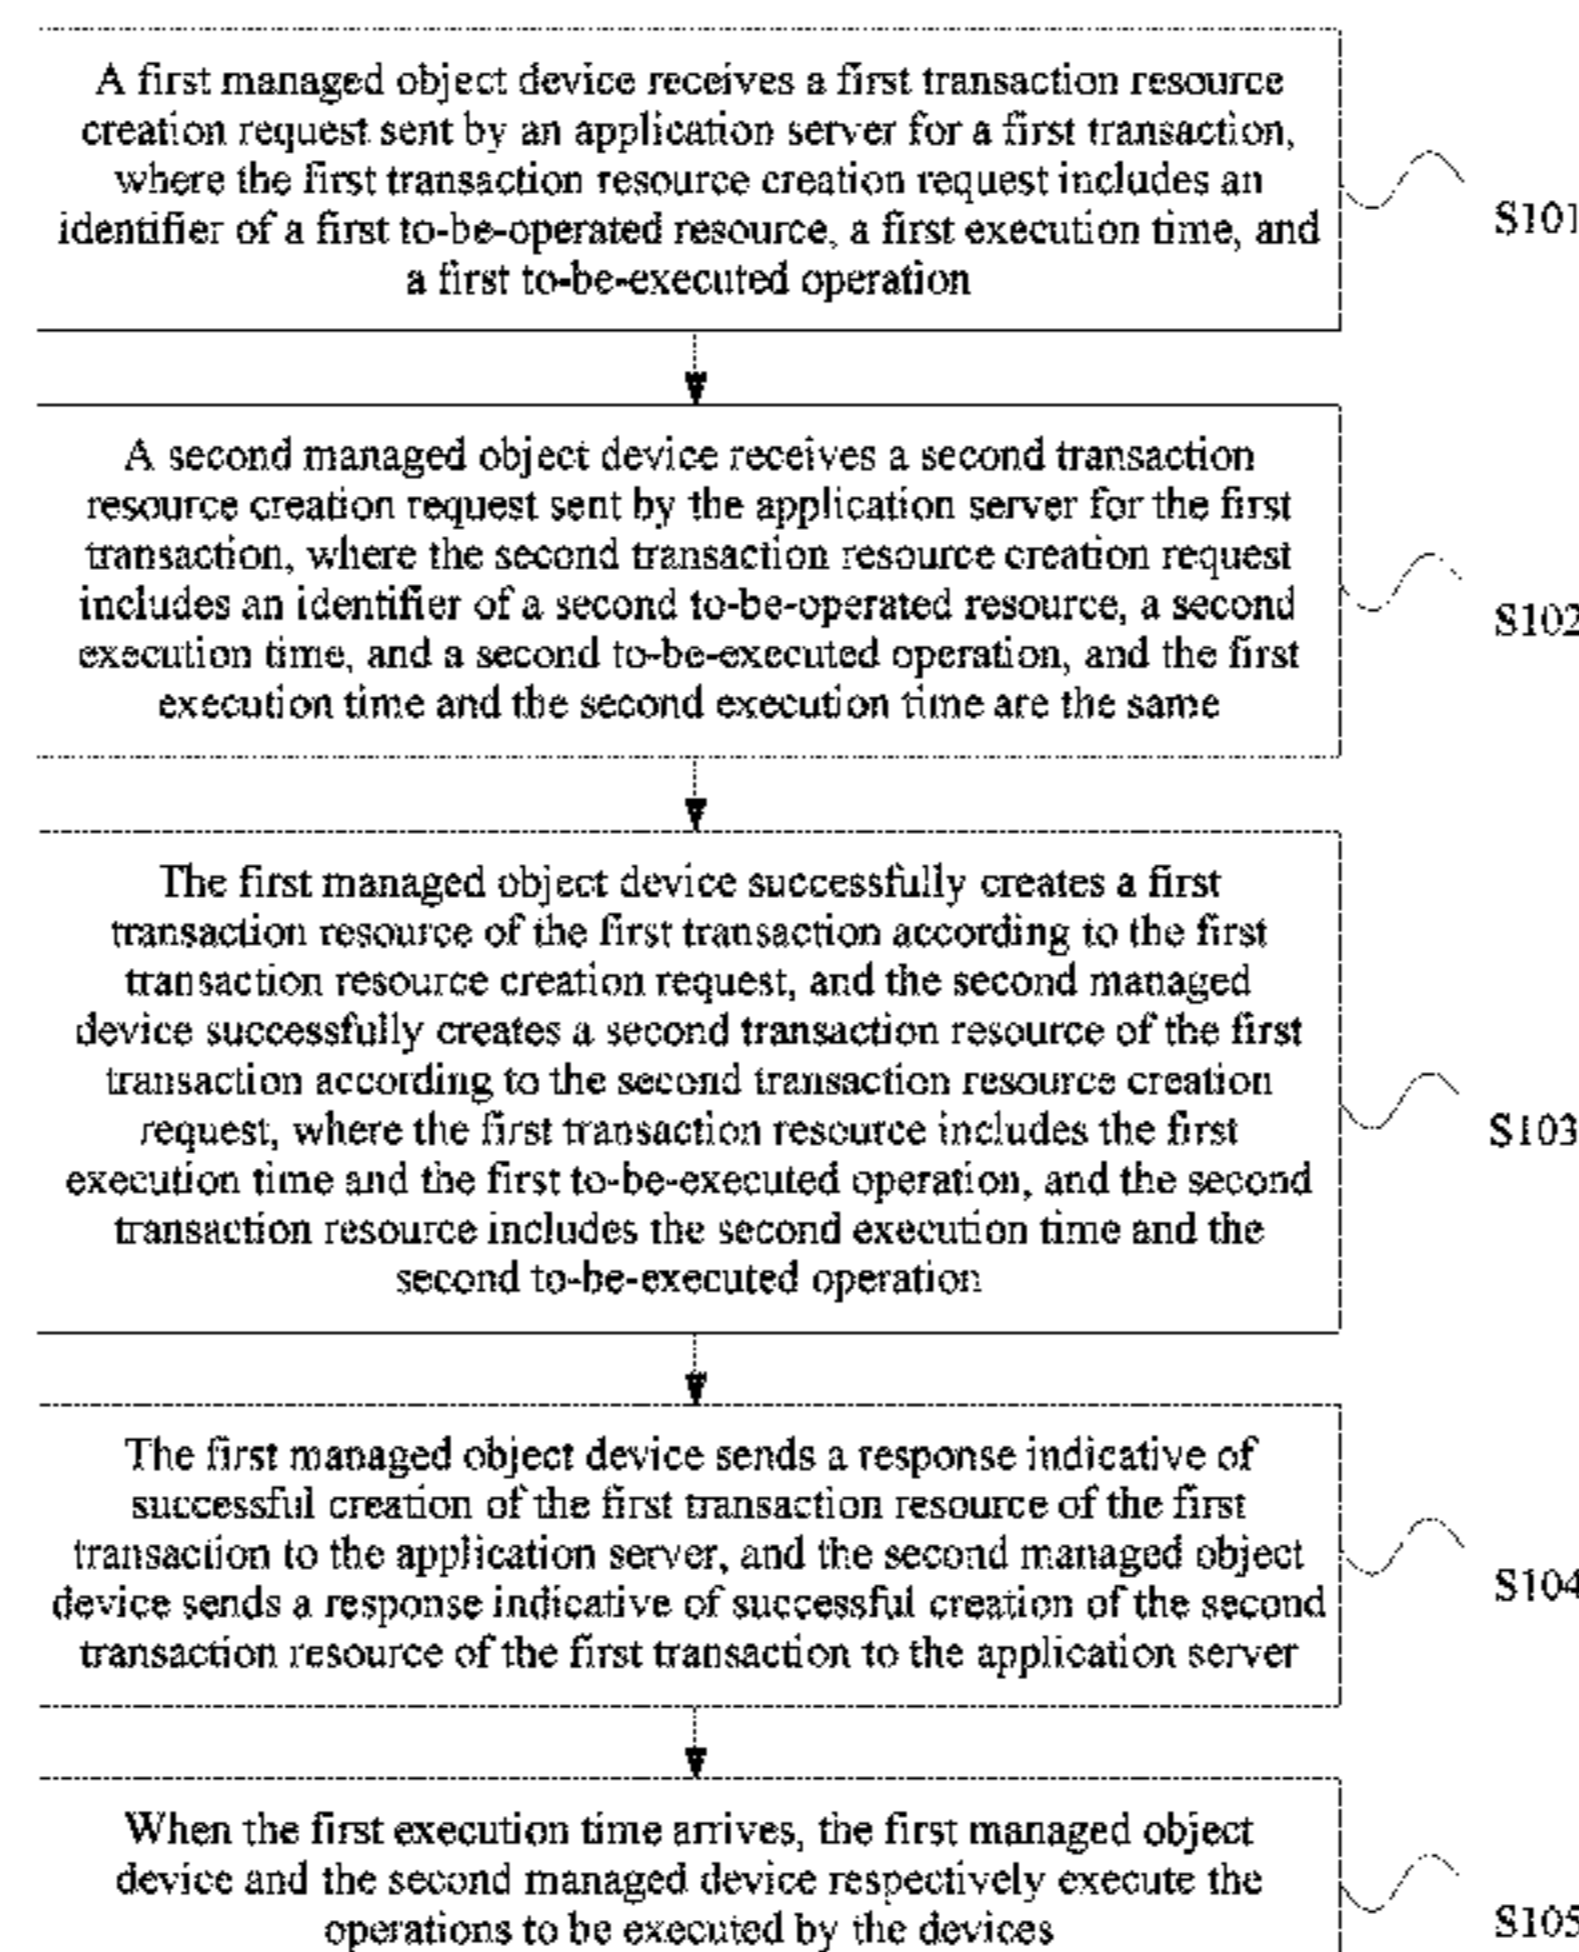 A first managed object device receives a first transaction resource
creation request sent by an application server for a first transaction,
where the first transaction resource creation request includes an
identifier of a first to-be-operated resource, a first execution time, and
a first to-be-executed operation
S101
A second managed object device receives a second transaction
resource creation request sent by the application server for the first
transaction, where the second transaction resource creation request
includes an identifier of a second to-be-operated resource, a second
execution time, and a second to-be-executed operation, and the first
execution time and the second execution time are the same
S102
The first managed object device successfully creates a first
transaction resource of the first transaction according to the first
transaction resource creation request, and the second managed
device successfully creates a second transaction resource of the first
transaction according to the second transaction resource creation
request, where the first transaction resource includes the first
execution time and the first to-be-executed operation, and the second
transaction resource includes the second execution time and the
second to-be-executed operation
S103
The first managed object device sends a response indicative of
successful creation of the first transaction resource of the first
transaction to the application server, and the second managed object
device sends a response indicative of successful creation of the second
transaction resource of the first transaction to the application server
S104
When the first execution time arrives, the first managed object
device and the second managed device respectively execute the
operations to be executed by the devices
S105